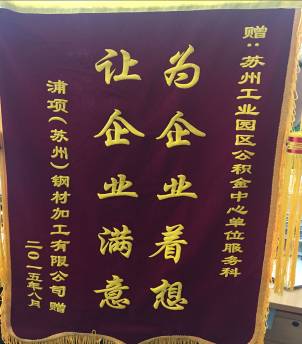 赠:苏州工业园区公积金中心单位服务科
为企业着想
让企业满意
浦项(苏州)钢材加工有限公司赠
二〇一五年八月